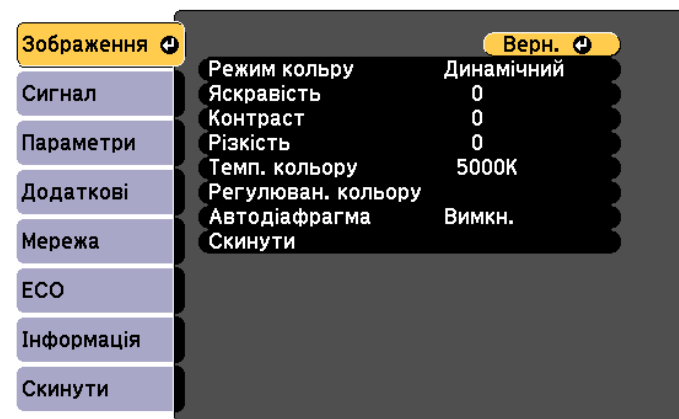 Зображення
Сигнал
Параметри
Додаткові
Мережа
ECO
Інформація
Скинути
Верн.
Режим кольру Динамічний
Яскравість 0
Контраст 0
Різкість 0
Темп. кольору 5000K
Регулюван. кольору
Автодіафрагма Вимкн.
Скинути